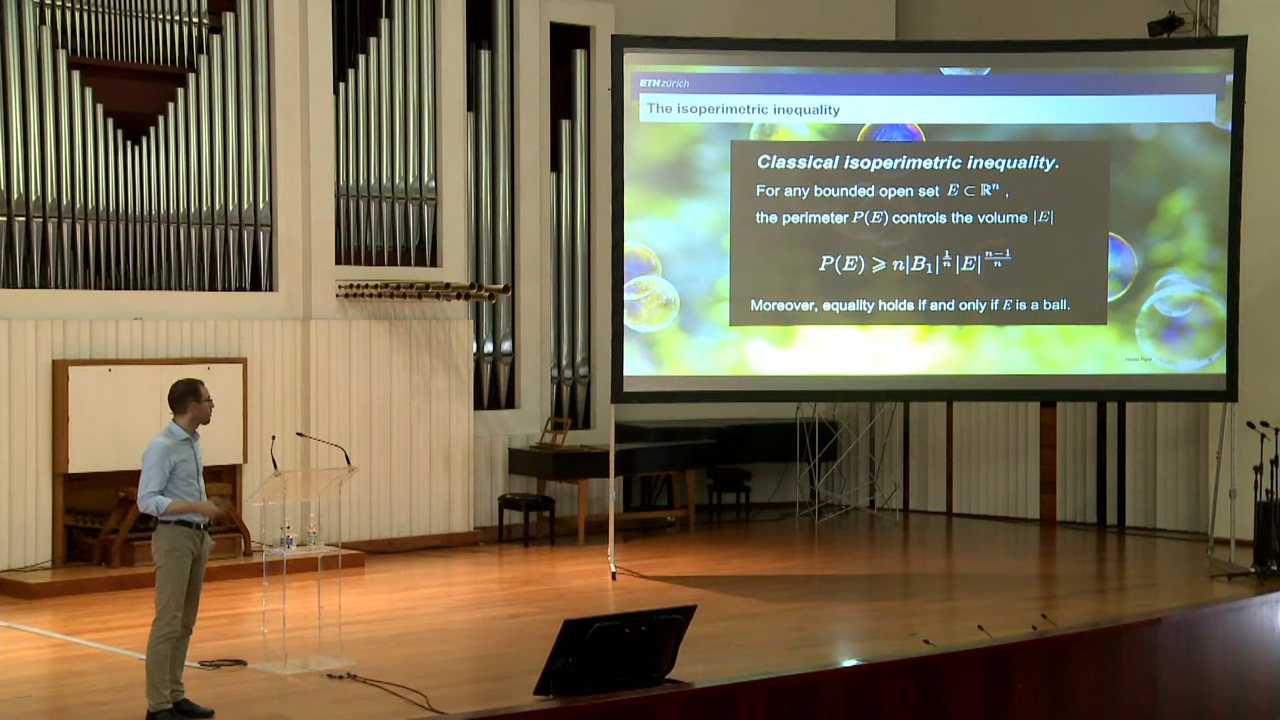 ETH zürich
The isoperimetric inequality
Classical isoperimetric inequality.
For any bounded open set E ⊂ ℝⁿ ,
the perimeter P(E) controls the volume |E|
P(E) ⩾ n|B₁|^{1/n}|E|^{(n-1)/n}
Moreover, equality holds if and only if E is a ball.